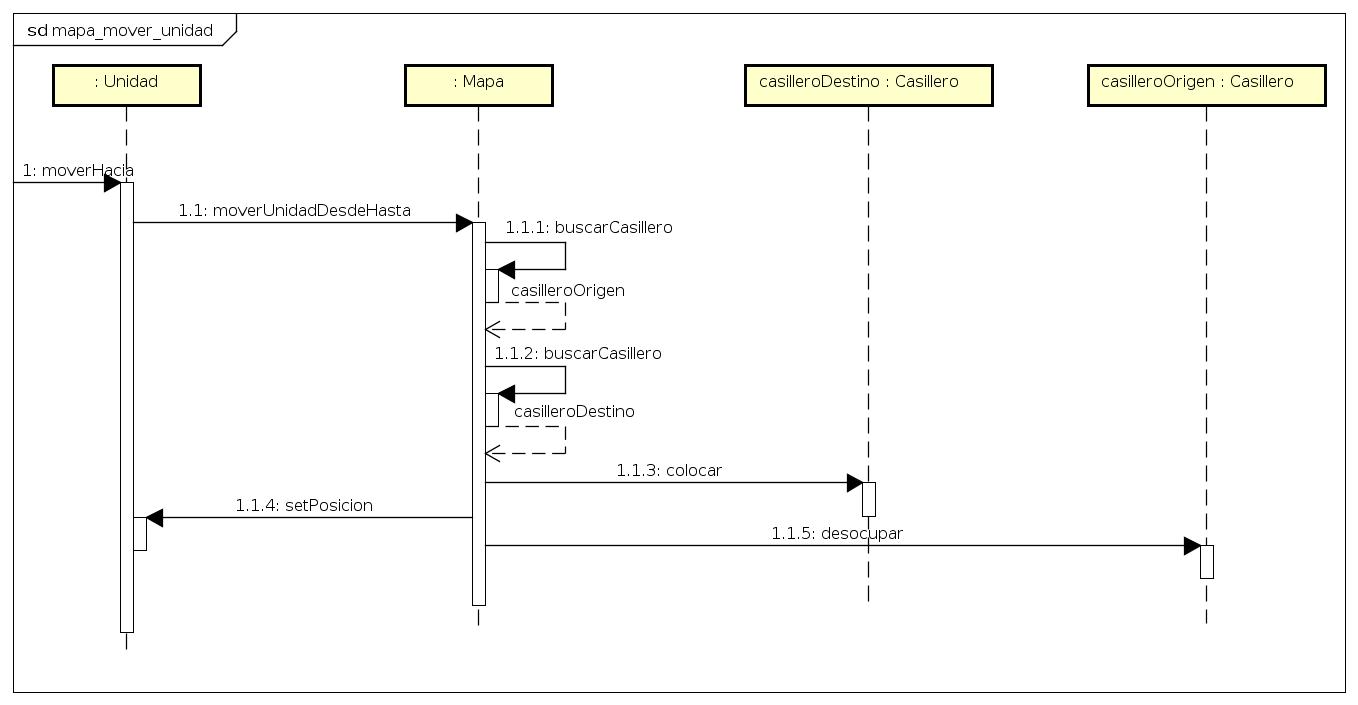 sd mapa_mover_unidad
: Unidad
: Mapa
casilleroDestino : Casillero
casilleroOrigen : Casillero
1: moverHacia
1.1: moverUnidadDesdeHasta
1.1.1: buscarCasillero
casilleroOrigen
1.1.2: buscarCasillero
casilleroDestino
1.1.3: colocar
1.1.4: setPosicion
1.1.5: desocupar